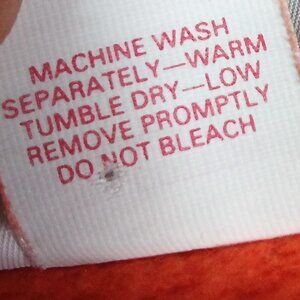 MACHINE WASH
SEPARATELY—WARM
TUMBLE DRY—LOW
REMOVE PROMPTLY
DO NOT BLEACH